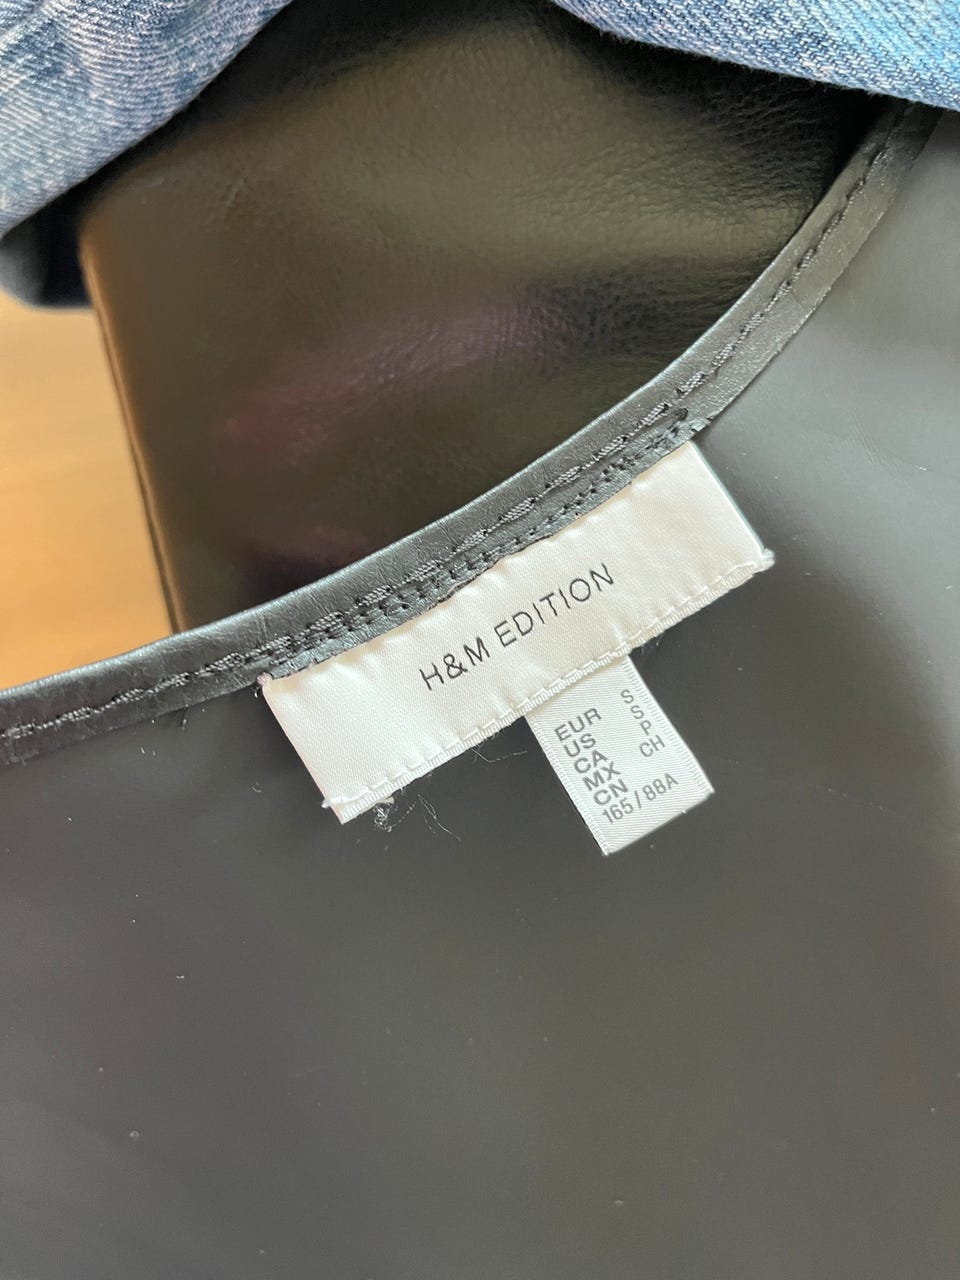 H&M EDITION
EUR S
US S
CA P
MX CH
CN
165/88A